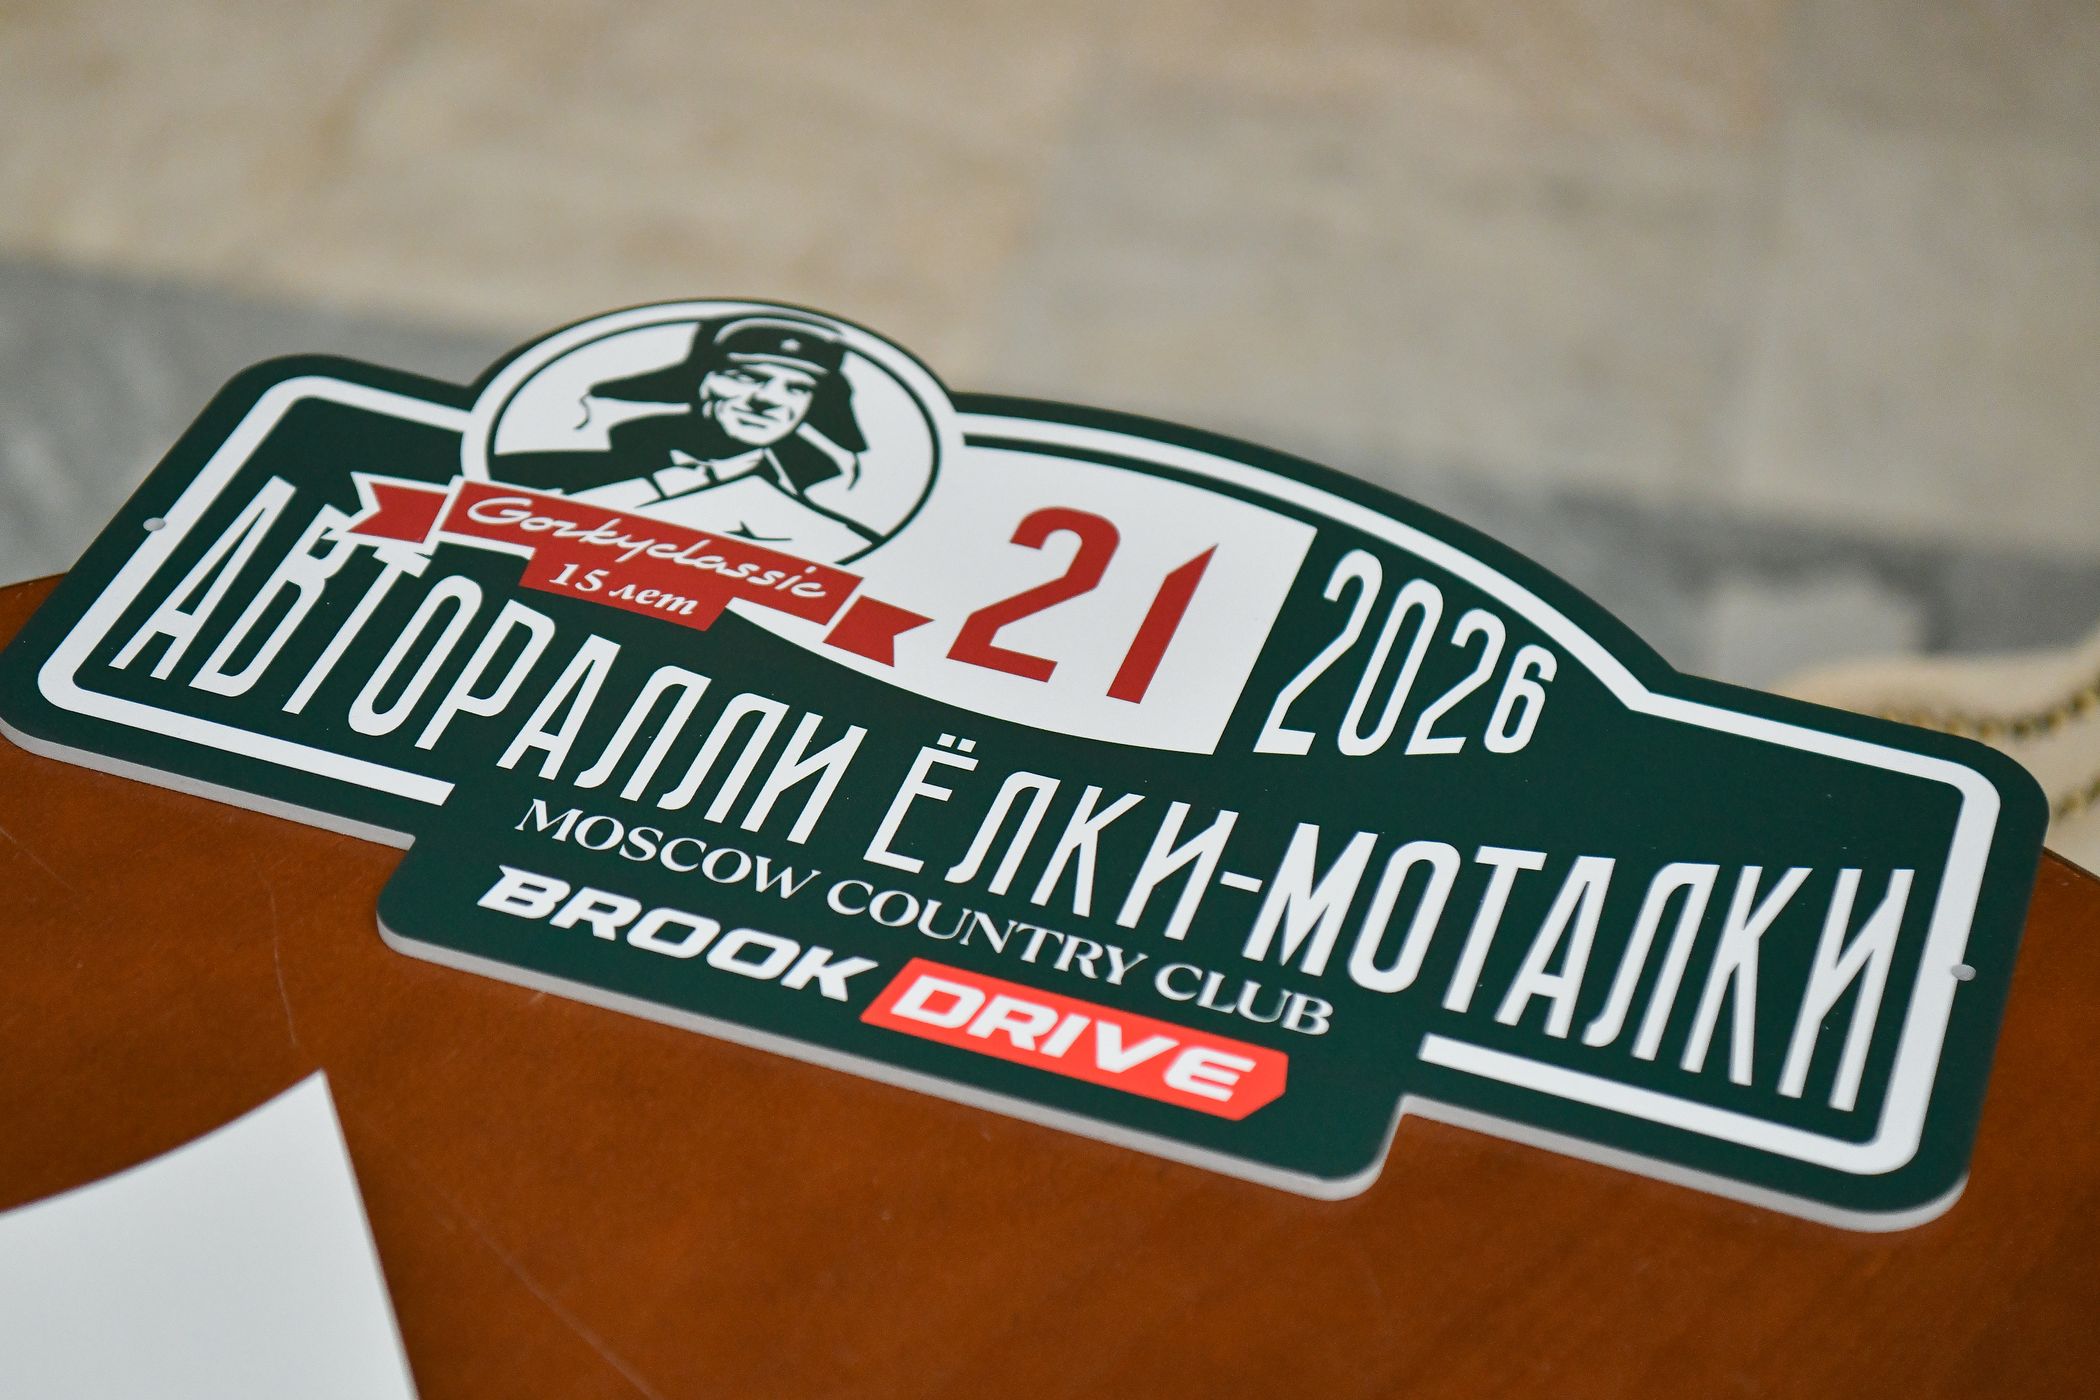 Gorkyclassic
15 лет
21
2026
АВТОРАЛЛИ ЁЛКИ-МОТАЛКИ
MOSCOW COUNTRY CLUB
BROOK DRIVE